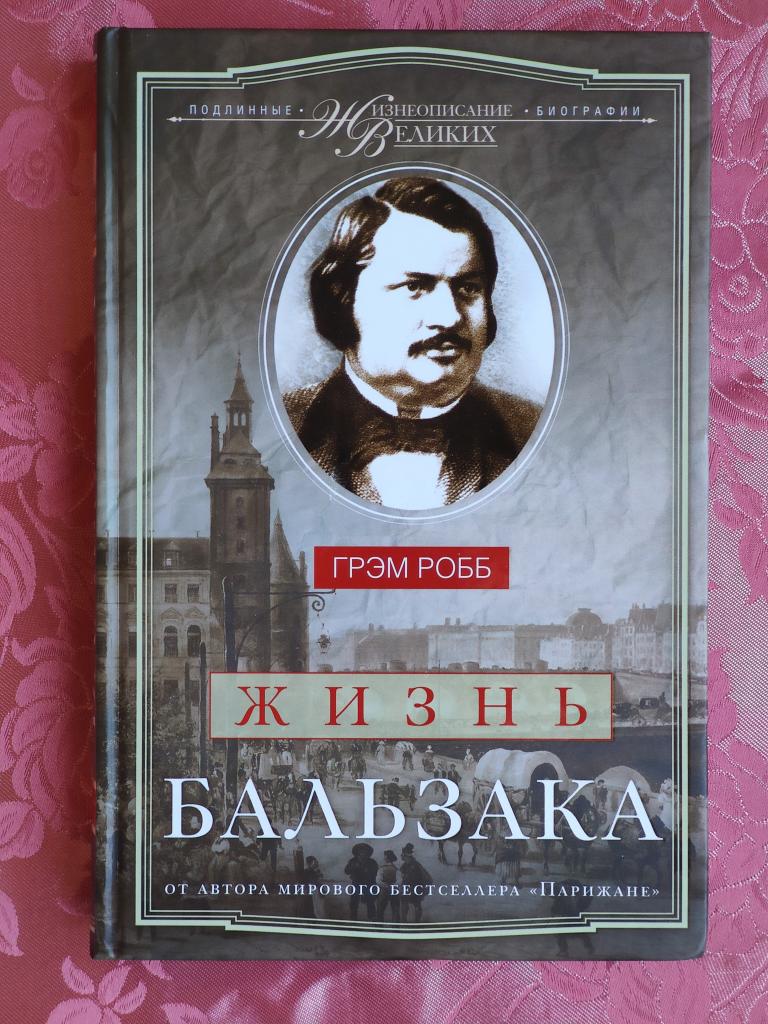 ПОДЛИННЫЕ • ЖИЗНЕОПИСАНИЕ • БИОГРАФИИ
ВЕЛИКИХ
ГРЭМ РОББ
ЖИЗНЬ
БАЛЬЗАКА
ОТ АВТОРА МИРОВОГО БЕСТСЕЛЛЕРА «ПАРИЖАНЕ»